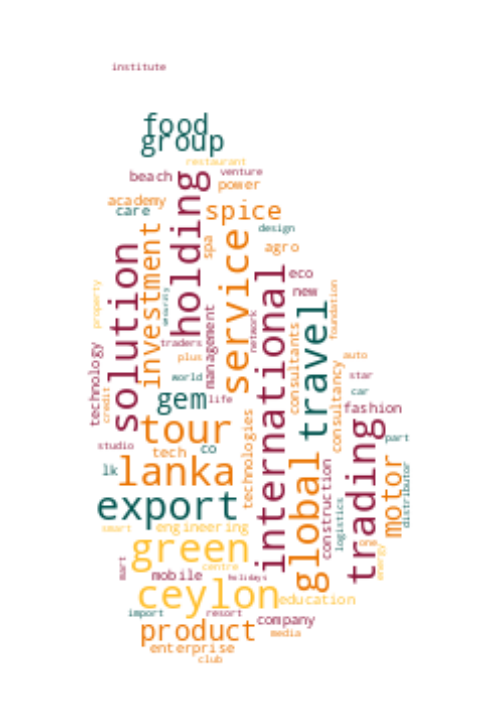 institute
food
group
restaurant
beach
venture
holding
power
academy
care
spice
design
solution
investment
service
spa
agro
international
eco
new
travel
property
security
management
network
foundation
traders
technology
credit
plus
world
consultants
consultancy
auto
star
car
gem
life
fashion
tour
co
studio
tech
technologies
trading
part
lk
lanka
global
construction
motor
distributor
export
logistics
smart
engineering
green
one
energy
mart
centre
mobile
holidays
ceylon
education
import
resort
company
product
media
enterprise
club